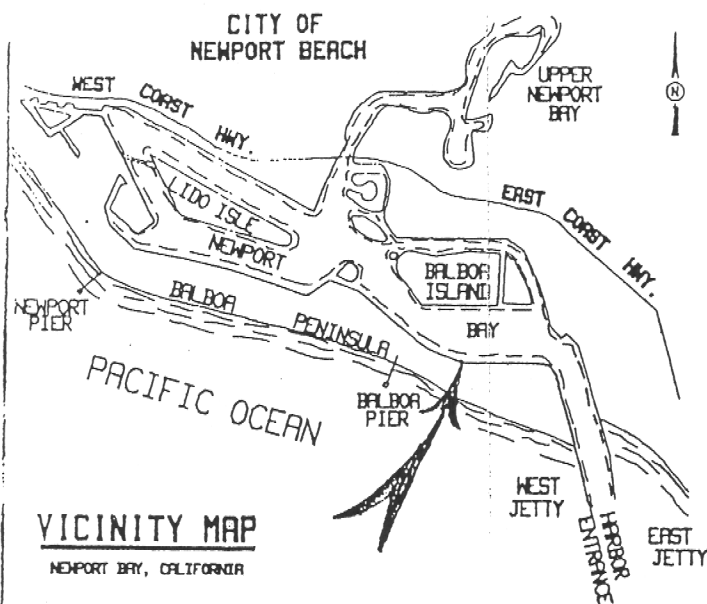 CITY OF
NEWPORT BEACH
WEST COAST HWY.
UPPER
NEWPORT
BAY
N
EAST COAST HWY.
LIDO ISLE
NEWPORT
BALBOA
ISLAND
BAY
NEWPORT
PIER
BALBOA
PENINSULA
BALBOA
PIER
PACIFIC OCEAN
WEST
JETTY
HARBOR
ENTRANCE
EAST
JETTY
VICINITY MAP
NEWPORT BAY, CALIFORNIA